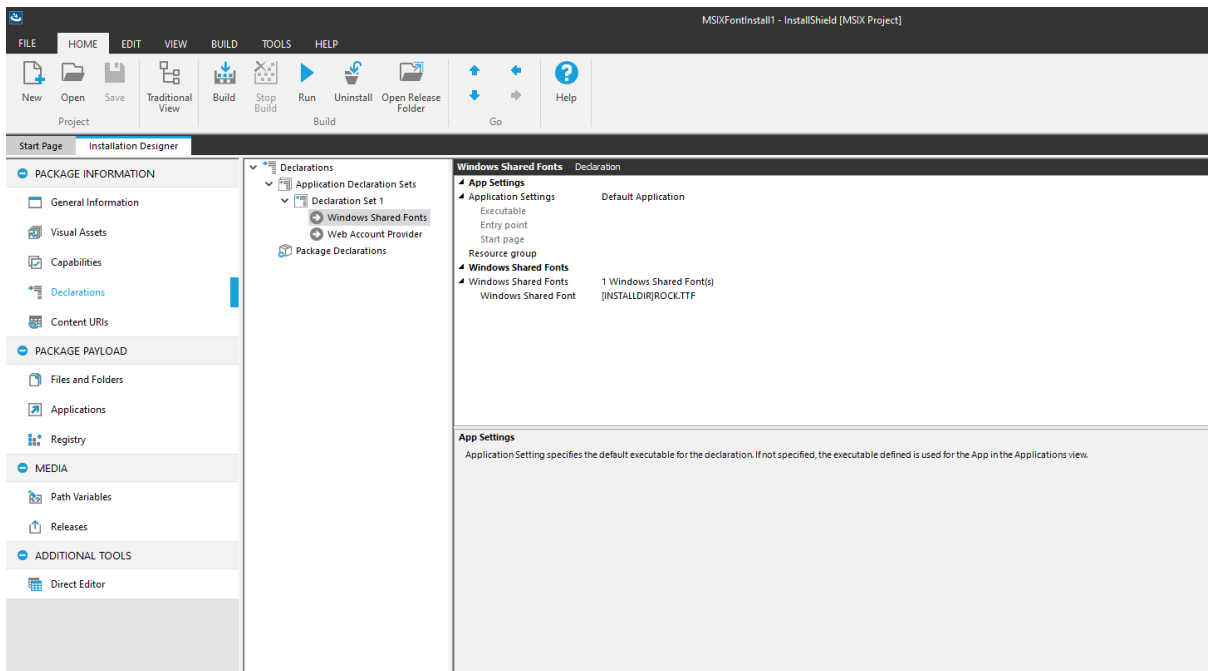 MSIXFontInstall1 - InstallShield [MSIX Project]
FILE HOME EDIT VIEW BUILD TOOLS HELP
New Open Save Traditional View Build Stop Build Run Uninstall Open Release Folder Help
Project Build Go
Start Page Installation Designer
PACKAGE INFORMATION
General Information
Visual Assets
Capabilities
Declarations
Content URIs
PACKAGE PAYLOAD
Files and Folders
Applications
Registry
MEDIA
Path Variables
Releases
ADDITIONAL TOOLS
Direct Editor
Declarations
Application Declaration Sets
Declaration Set 1
Windows Shared Fonts
Web Account Provider
Package Declarations
Windows Shared Fonts Declaration
App Settings
Application Settings Default Application
Executable
Entry point
Start page
Resource group
Windows Shared Fonts
Windows Shared Fonts 1 Windows Shared Font(s)
Windows Shared Font [INSTALLDIR]ROCK.TTF
App Settings
Application Setting specifies the default executable for the declaration. If not specified, the executable defined is used for the App in the Applications view.